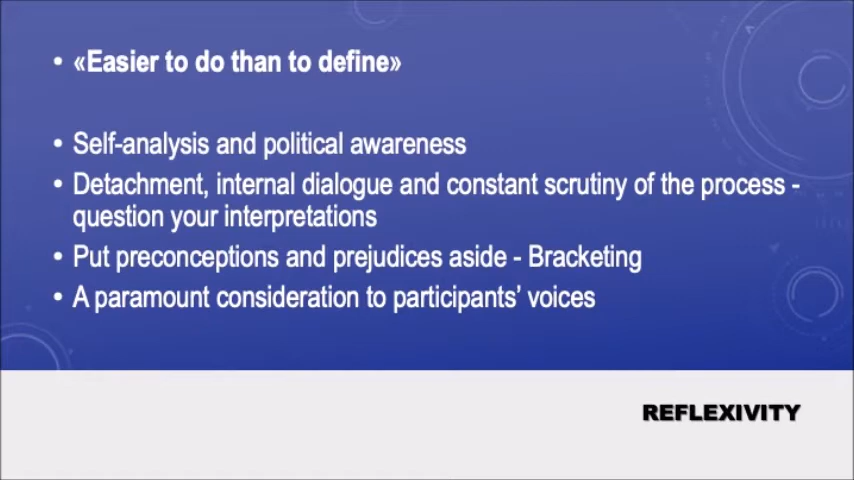 • «Easier to do than to define»
• Self-analysis and political awareness
• Detachment, internal dialogue and constant scrutiny of the process -
question your interpretations
• Put preconceptions and prejudices aside - Bracketing
• A paramount consideration to participants’ voices
REFLEXIVITY